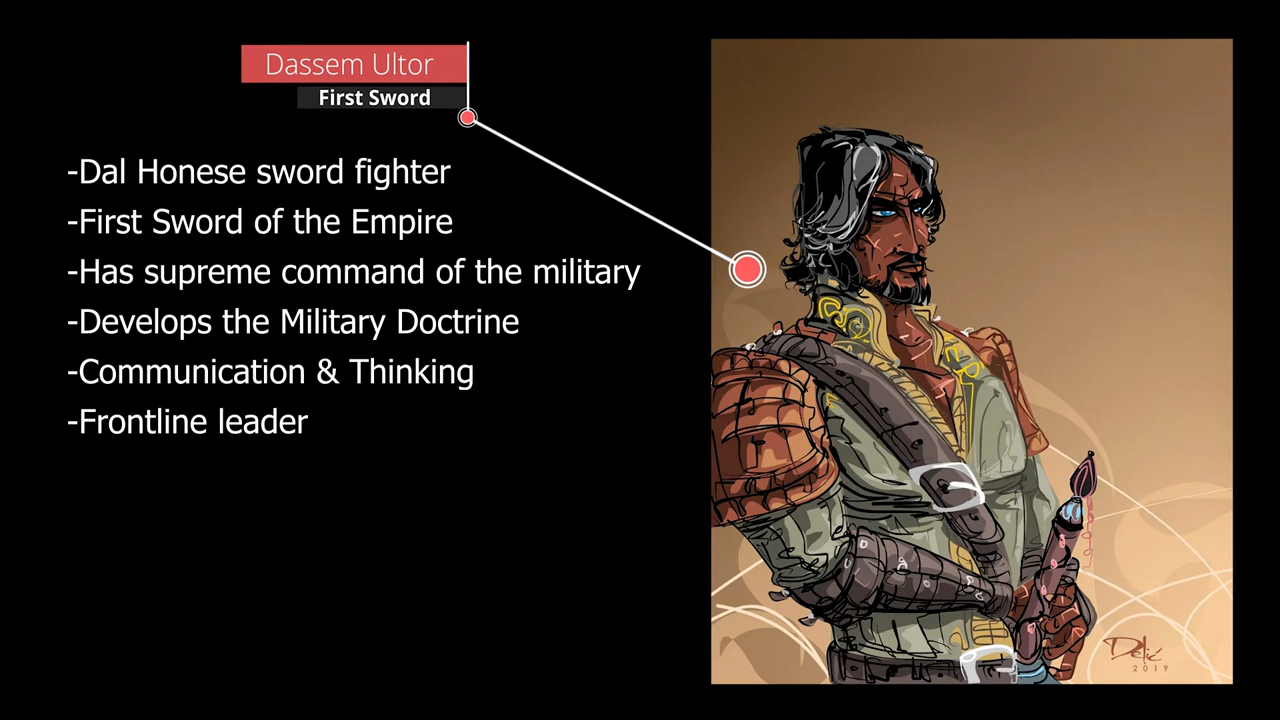 Dassem Ultor
First Sword
-Dal Honese sword fighter
-First Sword of the Empire
-Has supreme command of the military
-Develops the Military Doctrine
-Communication & Thinking
-Frontline leader
Delić
2019